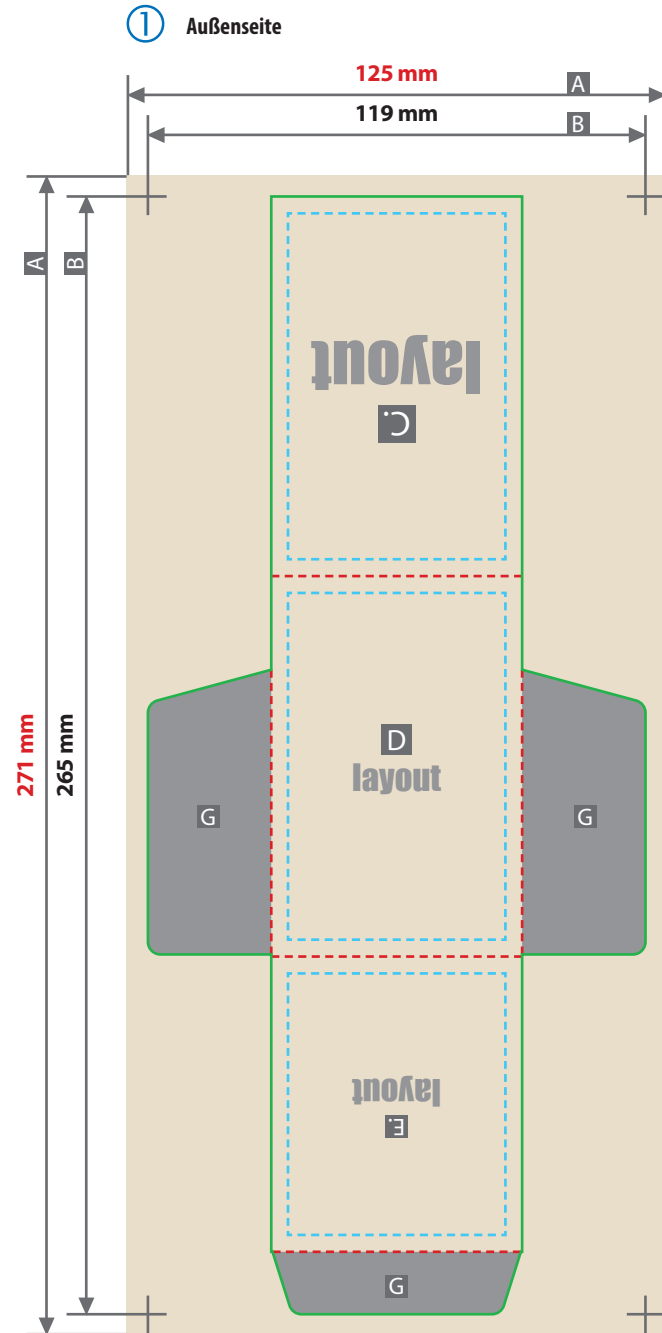 1 Außenseite
125 mm A
119 mm B
A B
layout
C.
271 mm 265 mm
D
layout
G G
layout
E.
G